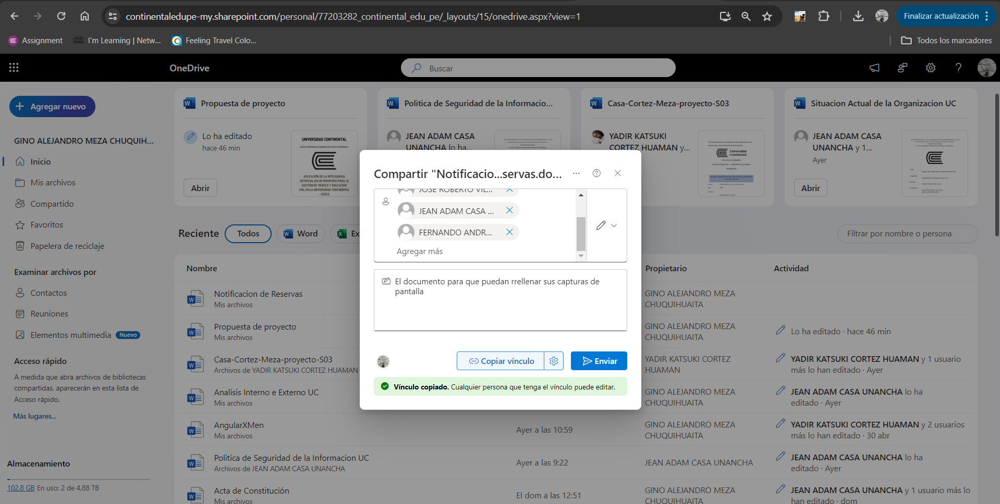 continentaledupe-my.sharepoint.com/personal/77203282_continental_edu_pe/_layouts/15/onedrive.aspx?view=1
Finalizar actualización
Assignment
I'm Learning | Netw...
Feeling Travel Colo...
Todos los marcadores
OneDrive
Buscar
Agregar nuevo
GINO ALEJANDRO MEZA CHUQUIH...
Inicio
Mis archivos
Compartido
Favoritos
Papelera de reciclaje
Examinar archivos por
Contactos
Reuniones
Elementos multimedia Nuevo
Acceso rápido
A medida que abra archivos de bibliotecas
compartidas, aparecerán en esta lista de
Acceso rápido.
Más lugares...
Almacenamiento
102.8 GB En uso: 2 de 4,88 TB
Propuesta de proyecto
Lo ha editado
hace 46 min
UNIVERSIDAD CONTINENTAL
APLICACIÓN DE LA INTELIGENCIA
ARTIFICIAL EN UN SEMÁFORO PARA LA
GESTIÓN DE TRÁFICO Y EDUCACIÓN
VIAL EN LA UNIVERSIDAD CONTINENTAL
- CUSCO
Abrir
Politica de Seguridad de la Informacio...
JEAN ADAM CASA
UNANCHA lo ha...
Casa-Cortez-Meza-proyecto-S03
YADIR KATSUKI
CORTEZ HUAMAN y...
Universidad
Continental
Situacion Actual de la Organizacion UC
JEAN ADAM CASA
UNANCHA y 1...
Ayer
Abrir
Reciente
Todos
Word
Ex
Filtrar por nombre o persona
Nombre
Propietario
Actividad
Notificacion de Reservas
Mis archivos
GINO ALEJANDRO MEZA
CHUQUIHUAITA
Propuesta de proyecto
Mis archivos
GINO ALEJANDRO MEZA
CHUQUIHUAITA
Lo ha editado · hace 46 min
Casa-Cortez-Meza-proyecto-S03
Archivos de YADIR KATSUKI CORTEZ HUAMAN
YADIR KATSUKI CORTEZ
HUAMAN
YADIR KATSUKI CORTEZ HUAMAN y 1 usuario
más lo han editado · Ayer
Analisis Interno e Externo UC
Mis archivos
GINO ALEJANDRO MEZA
CHUQUIHUAITA
JEAN ADAM CASA UNANCHA lo ha
editado · Ayer
AngularXMen
Mis archivos
Ayer a las 10:59
GINO ALEJANDRO MEZA
CHUQUIHUAITA
YADIR KATSUKI CORTEZ HUAMAN y 2 usuarios
más lo han editado · 30 abr
Politica de Seguridad de la Informacion UC
Archivos de JEAN ADAM CASA UNANCHA
Ayer a las 9:22
JEAN ADAM CASA UNANCHA
JEAN ADAM CASA UNANCHA lo ha
editado · Ayer
Acta de Constitución
Mis archivos
El dom a las 12:51
GINO ALEJANDRO MEZA
CHUQUIHUAITA
JEAN ADAM CASA UNANCHA y 1 usuario más lo
han editado · dom
Compartir "Notificacio...servas.do...
JOSE ROBERTO VIL...
JEAN ADAM CASA ...
FERNANDO ANDR...
Agregar más
El documento para que puedan rrellenar sus capturas de
pantalla
Copiar vínculo
Enviar
Vínculo copiado. Cualquier persona que tenga el vínculo puede editar.